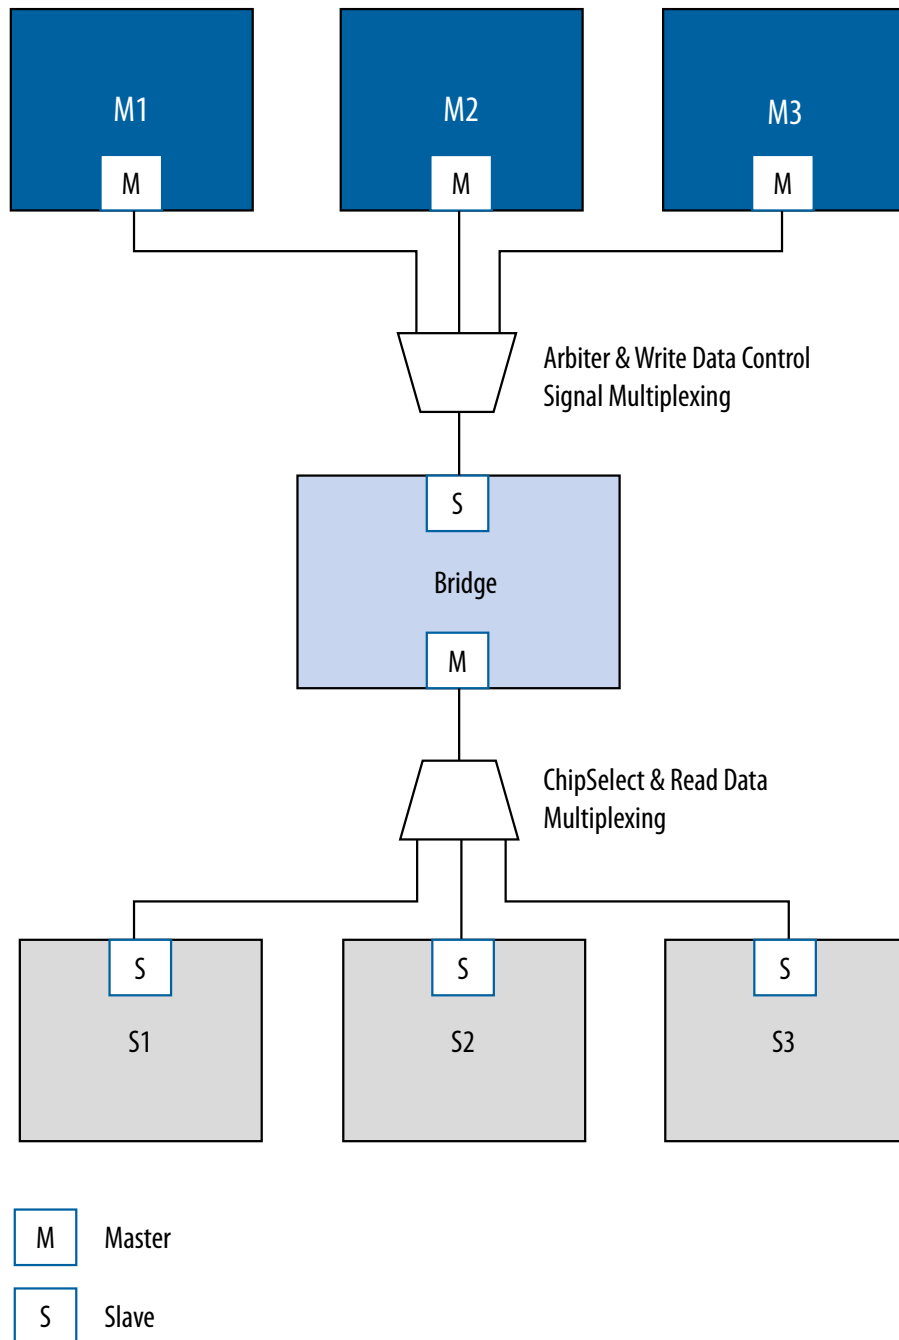 M1
M2
M3
M
M
M
Arbiter & Write Data Control
Signal Multiplexing
S
Bridge
M
ChipSelect & Read Data
Multiplexing
S
S
S
S1
S2
S3
M
Master
S
Slave